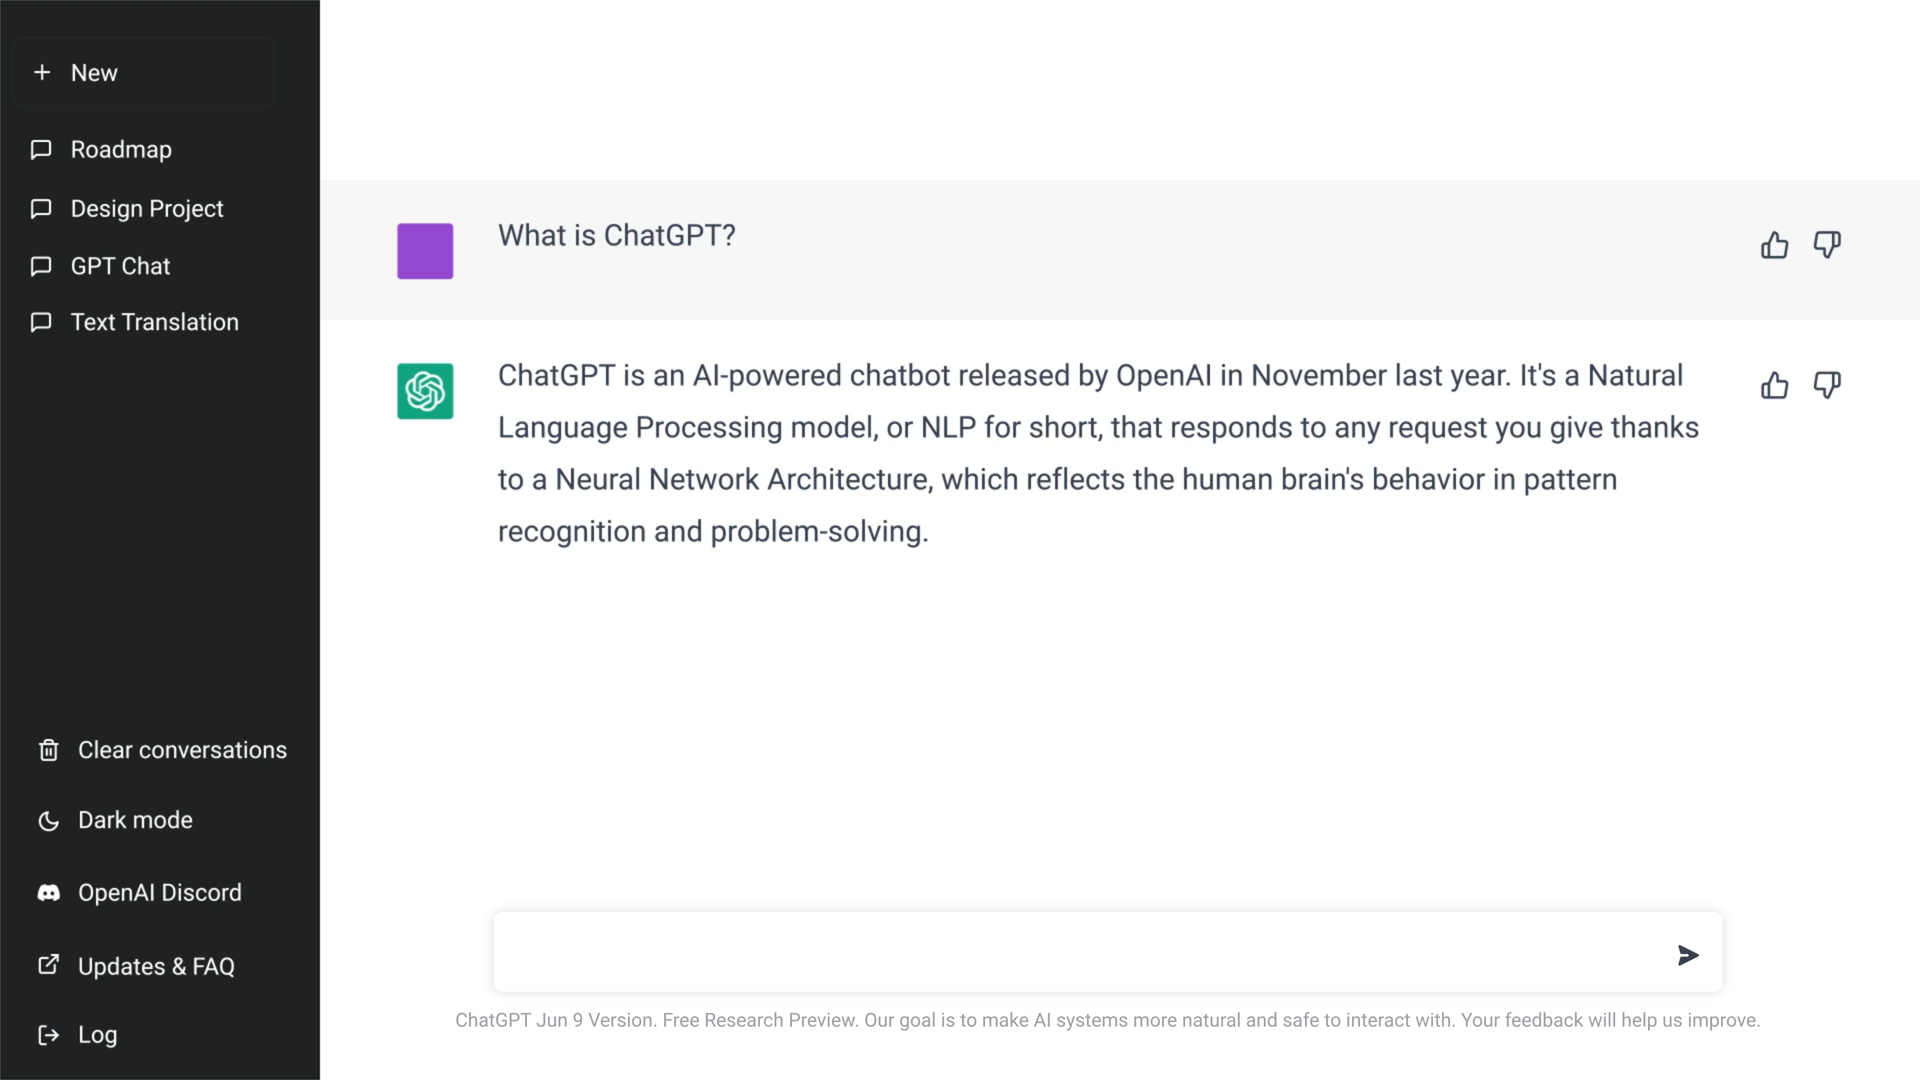 New
Roadmap
Design Project
GPT Chat
Text Translation
Clear conversations
Dark mode
OpenAI Discord
Updates & FAQ
Log
What is ChatGPT?
ChatGPT is an AI-powered chatbot released by OpenAI in November last year. It's a Natural
Language Processing model, or NLP for short, that responds to any request you give thanks
to a Neural Network Architecture, which reflects the human brain's behavior in pattern
recognition and problem-solving.
ChatGPT Jun 9 Version. Free Research Preview. Our goal is to make AI systems more natural and safe to interact with. Your feedback will help us improve.